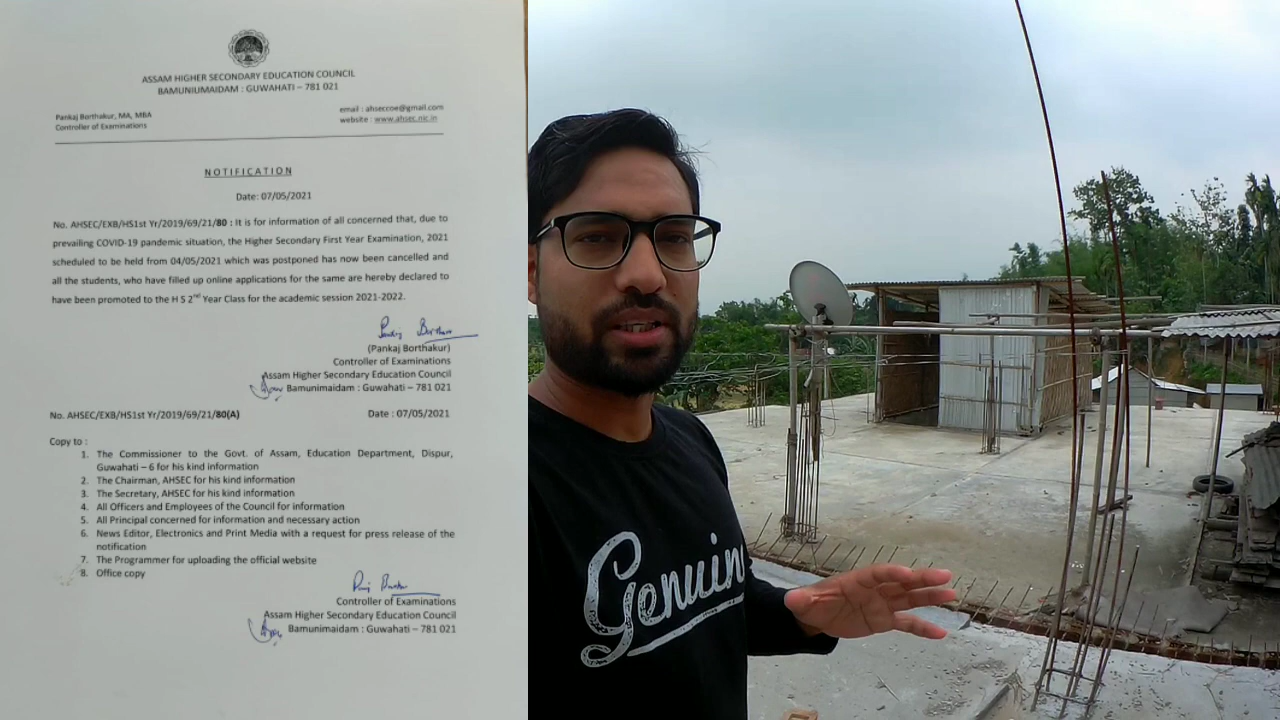 ASSAM HIGHER SECONDARY EDUCATION COUNCIL
BAMUNIUMAIDAM : GUWAHATI – 781 021
Pankaj Borthakur, MA, MBA
Controller of Examinations
email : ahseccoe@gmail.com
website : www.ahsec.nic.in
NOTIFICATION
Date: 07/05/2021
No. AHSEC/EXB/HS1st Yr/2019/69/21/80 : It is for information of all concerned that, due to
prevailing COVID-19 pandemic situation, the Higher Secondary First Year Examination, 2021
scheduled to be held from 04/05/2021 which was postponed has now been cancelled and
all the students, who have filled up online applications for the same are hereby declared to
have been promoted to the H S 2nd Year Class for the academic session 2021-2022.
(Pankaj Borthakur)
Controller of Examinations
Assam Higher Secondary Education Council
Bamunimaidam : Guwahati – 781 021
No. AHSEC/EXB/HS1st Yr/2019/69/21/80(A) Date : 07/05/2021
Copy to :
1. The Commissioner to the Govt. of Assam, Education Department, Dispur,
Guwahati – 6 for his kind information
2. The Chairman, AHSEC for his kind information
3. The Secretary, AHSEC for his kind information
4. All Officers and Employees of the Council for information
5. All Principal concerned for information and necessary action
6. News Editor, Electronics and Print Media with a request for press release of the
notification
7. The Programmer for uploading the official website
8. Office copy
Controller of Examinations
Assam Higher Secondary Education Council
Bamunimaidam : Guwahati – 781 021
Genuin